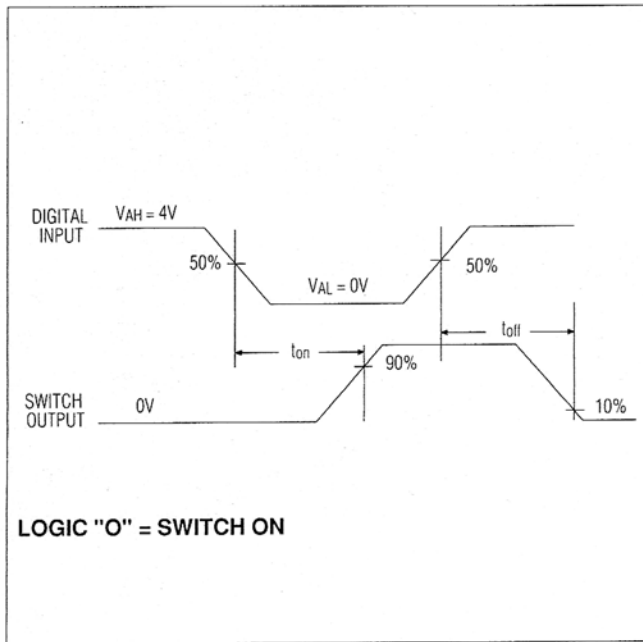 DIGITAL
INPUT
VAH = 4V
50%
VAL = 0V
50%
ton
toff
90%
SWITCH
OUTPUT
0V
10%
LOGIC "O" = SWITCH ON